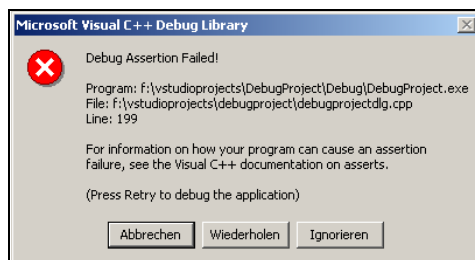 Microsoft Visual C++ Debug Library
Debug Assertion Failed!
Program: f:\vstudioprojects\DebugProject\Debug\DebugProject.exe
File: f:\vstudioprojects\debugproject\debugprojectdlg.cpp
Line: 199
For information on how your program can cause an assertion
failure, see the Visual C++ documentation on asserts.
(Press Retry to debug the application)
Abbrechen
Wiederholen
Ignorieren